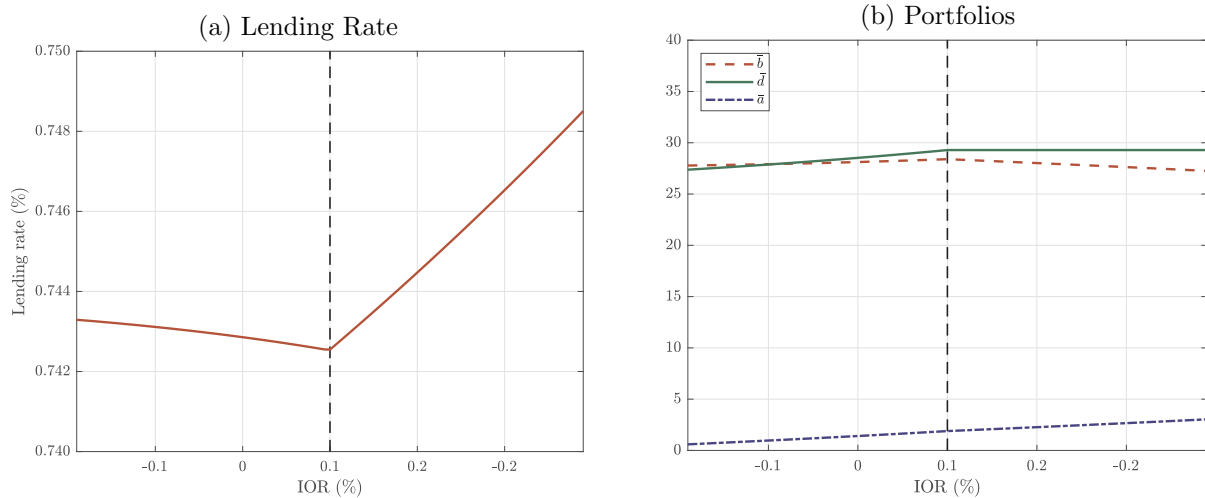 (a) Lending Rate
0.750
0.748
0.746
0.744
0.742
0.740
Lending rate (%)
-0.1 0 0.1 0.2 -0.2
IOR (%)
(b) Portfolios
40
35
30
25
20
15
10
5
0
b̅
d̅
a̅
-0.1 0 0.1 0.2 -0.2
IOR (%)